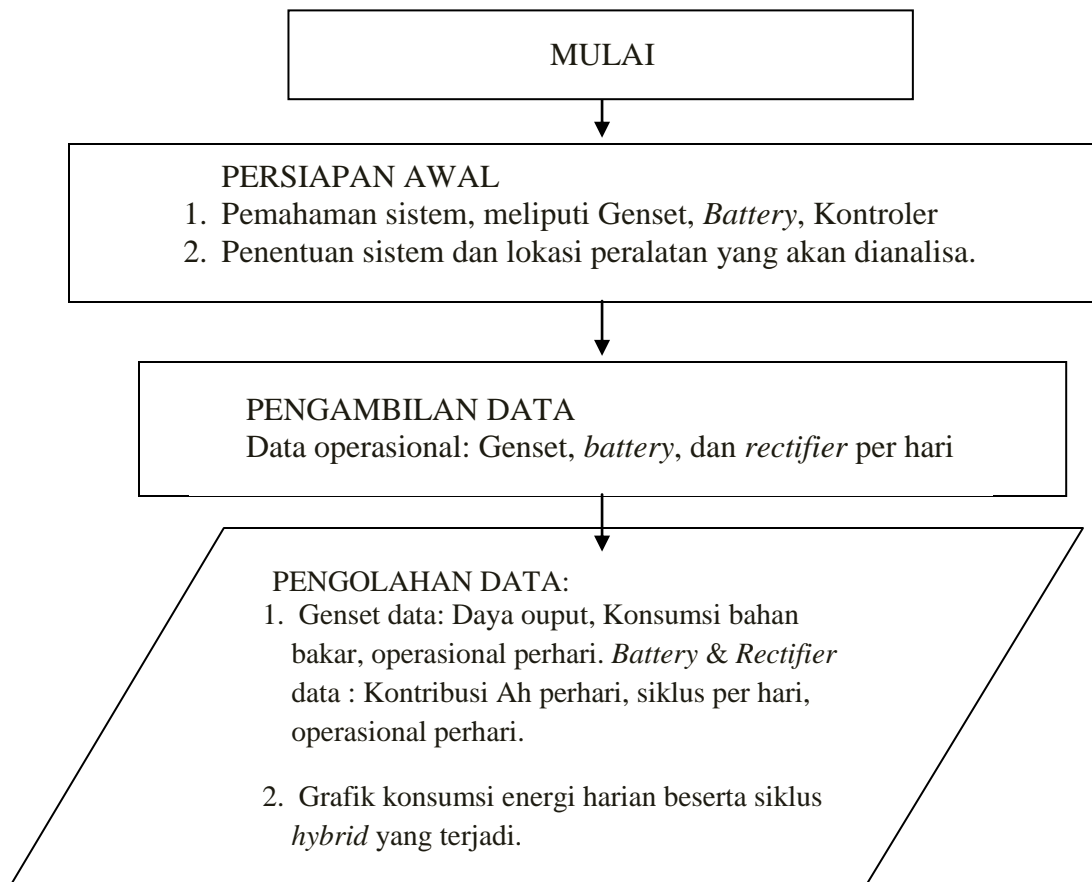 MULAI
PERSIAPAN AWAL
1. Pemahaman sistem, meliputi Genset, Battery, Kontroler
2. Penentuan sistem dan lokasi peralatan yang akan dianalisa.
PENGAMBILAN DATA
Data operasional: Genset, battery, dan rectifier per hari
PENGOLAHAN DATA:
1. Genset data: Daya ouput, Konsumsi bahan
bakar, operasional perhari. Battery & Rectifier
data : Kontribusi Ah perhari, siklus per hari,
operasional perhari.
2. Grafik konsumsi energi harian beserta siklus
hybrid yang terjadi.